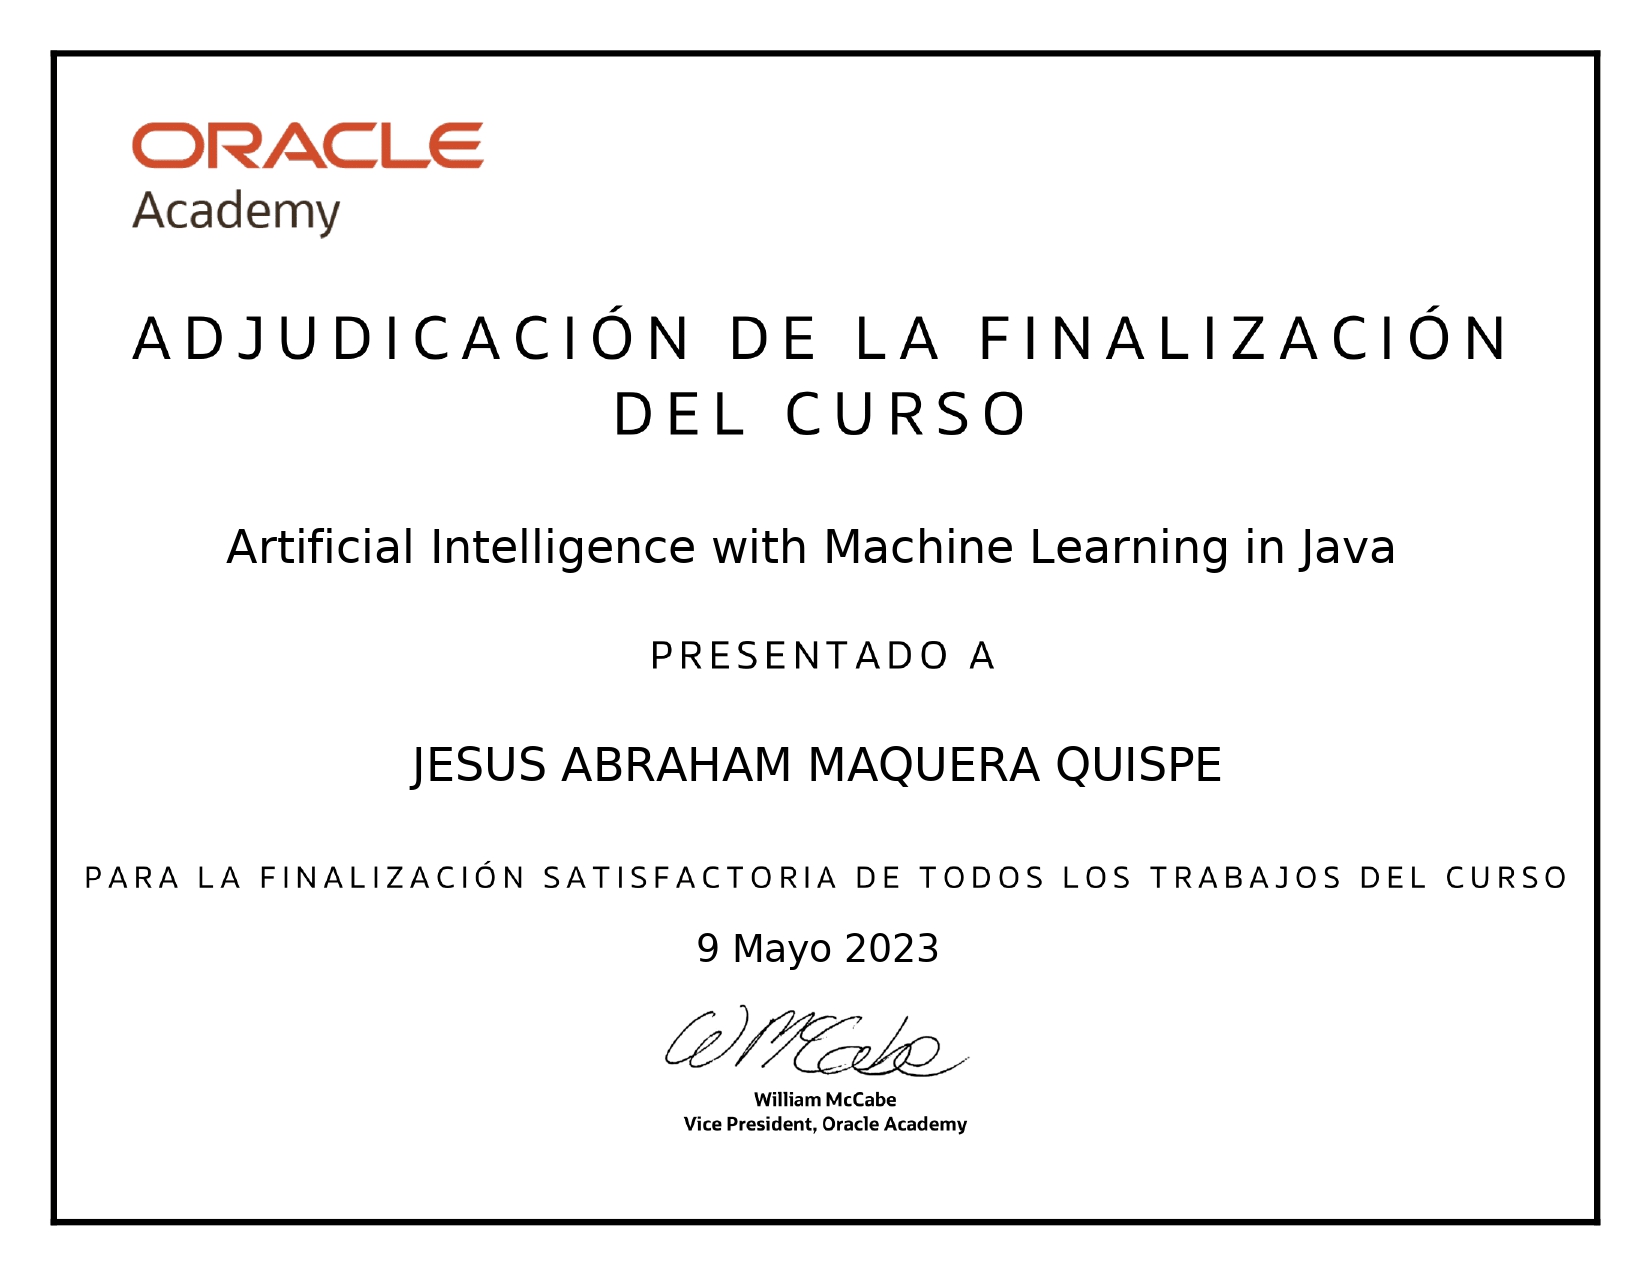 ORACLE
Academy
ADJUDICACIÓN DE LA FINALIZACIÓN
DEL CURSO
Artificial Intelligence with Machine Learning in Java
PRESENTADO A
JESUS ABRAHAM MAQUERA QUISPE
PARA LA FINALIZACIÓN SATISFACTORIA DE TODOS LOS TRABAJOS DEL CURSO
9 Mayo 2023
W McCabe
William McCabe
Vice President, Oracle Academy